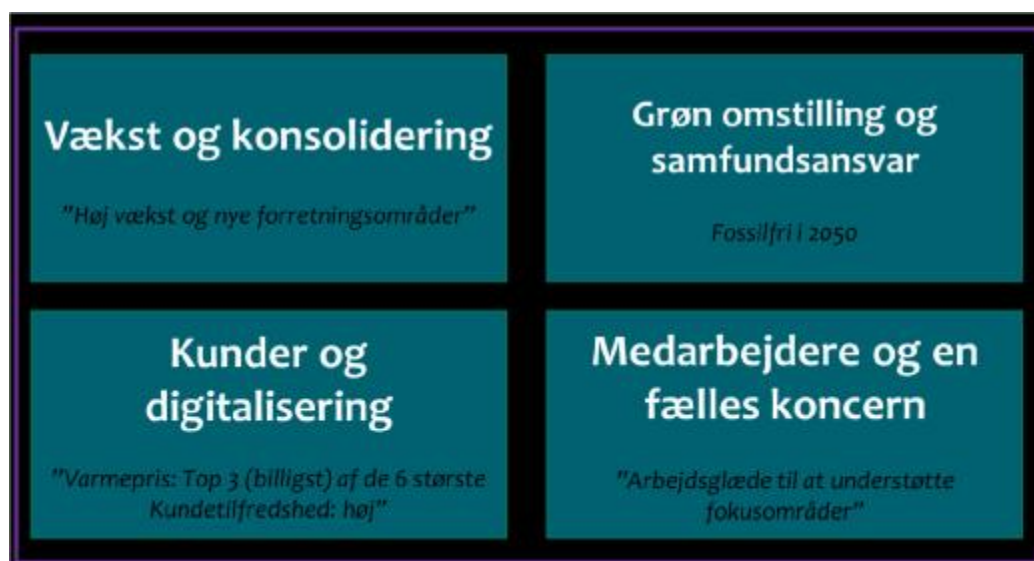 Vækst og konsolidering
"Høj vækst og nye forretningsområder"
Grøn omstilling og
samfundsansvar
Fossilfri i 2050
Kunder og
digitalisering
"Varmepris: Top 3 (billigst) af de 6 største
Kundetilfredshed: høj"
Medarbejdere og en
fælles koncern
"Arbejdsglæde til at understøtte
fokusområder"